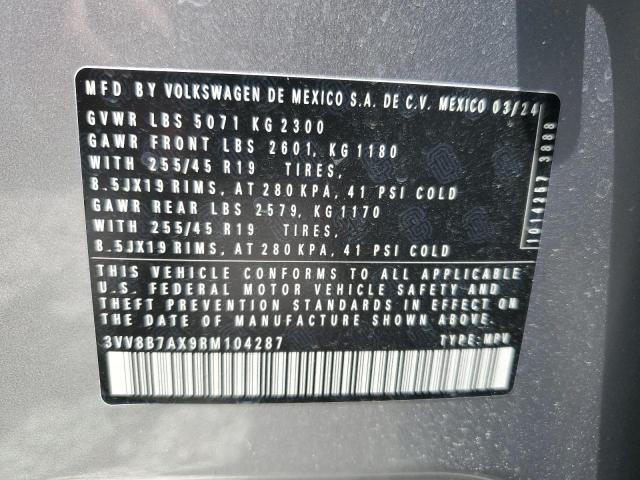 MFD BY VOLKSWAGEN DE MEXICO S.A. DE C.V. MEXICO 03/24
GVWR LBS 5071 KG 2300
GAWR FRONT LBS 2601, KG 1180
WITH 255/45 R19 TIRES,
8.5JX19 RIMS, AT 280 KPA, 41 PSI COLD
GAWR REAR LBS 2579, KG 1170
WITH 255/45 R19 TIRES,
8.5JX19 RIMS, AT 280 KPA, 41 PSI COLD
THIS VEHICLE CONFORMS TO ALL APPLICABLE
U.S. FEDERAL MOTOR VEHICLE SAFETY AND
THEFT PREVENTION STANDARDS IN EFFECT ON
THE DATE OF MANUFACTURE SHOWN ABOVE.
3VV8B7AX9RM104287 TYPE: MPV
1014267 3888